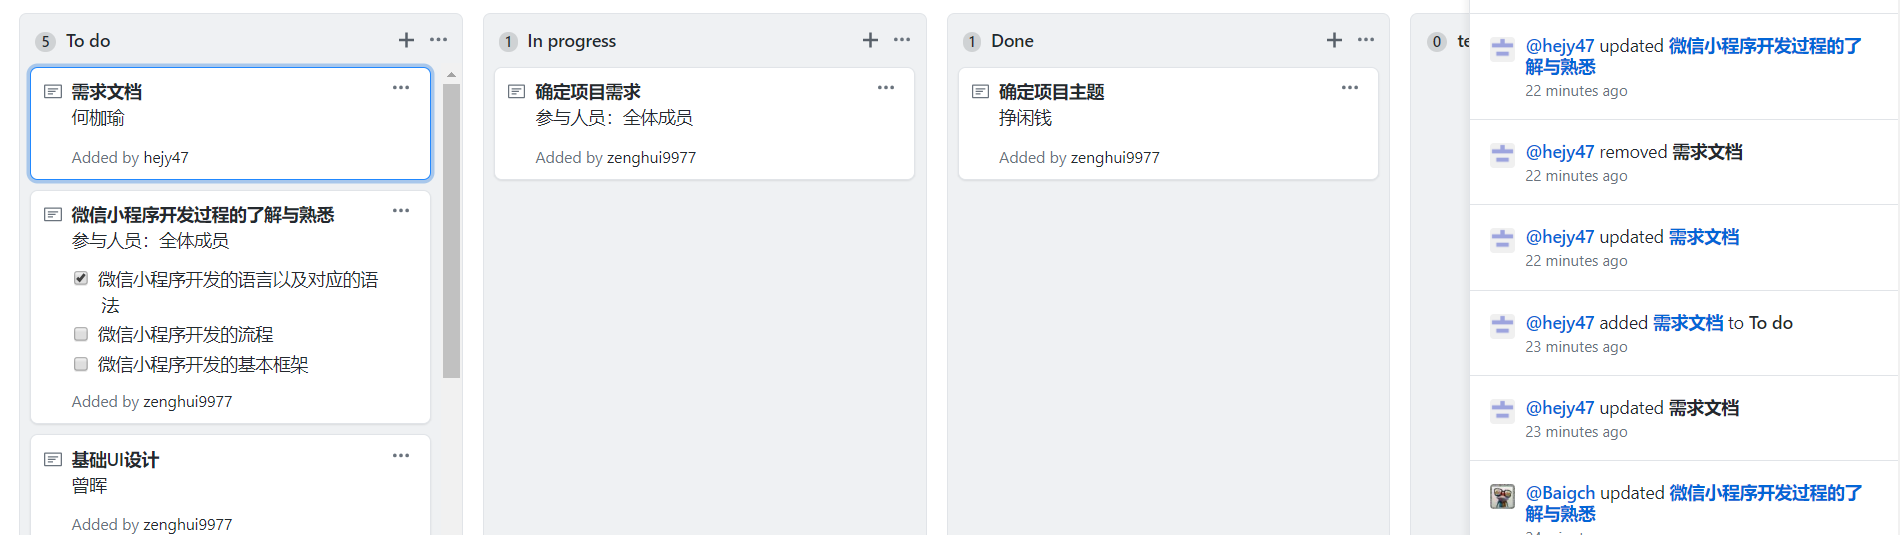 5 To do
需求文档
何枷瑜
Added by hejy47
微信小程序开发过程的了解与熟悉
参与人员：全体成员
微信小程序开发的语言以及对应的语
法
微信小程序开发的流程
微信小程序开发的基本框架
Added by zenghui9977
基础UI设计
曾晖
Added by zenghui9977
1 In progress
确定项目需求
参与人员：全体成员
Added by zenghui9977
1 Done
确定项目主题
挣闲钱
Added by zenghui9977
0
@hejy47 updated 微信小程序开发过程的了
解与熟悉
22 minutes ago
@hejy47 removed 需求文档
22 minutes ago
@hejy47 updated 需求文档
22 minutes ago
@hejy47 added 需求文档 to To do
23 minutes ago
@hejy47 updated 需求文档
23 minutes ago
@Baigch updated 微信小程序开发过程的了
解与熟悉